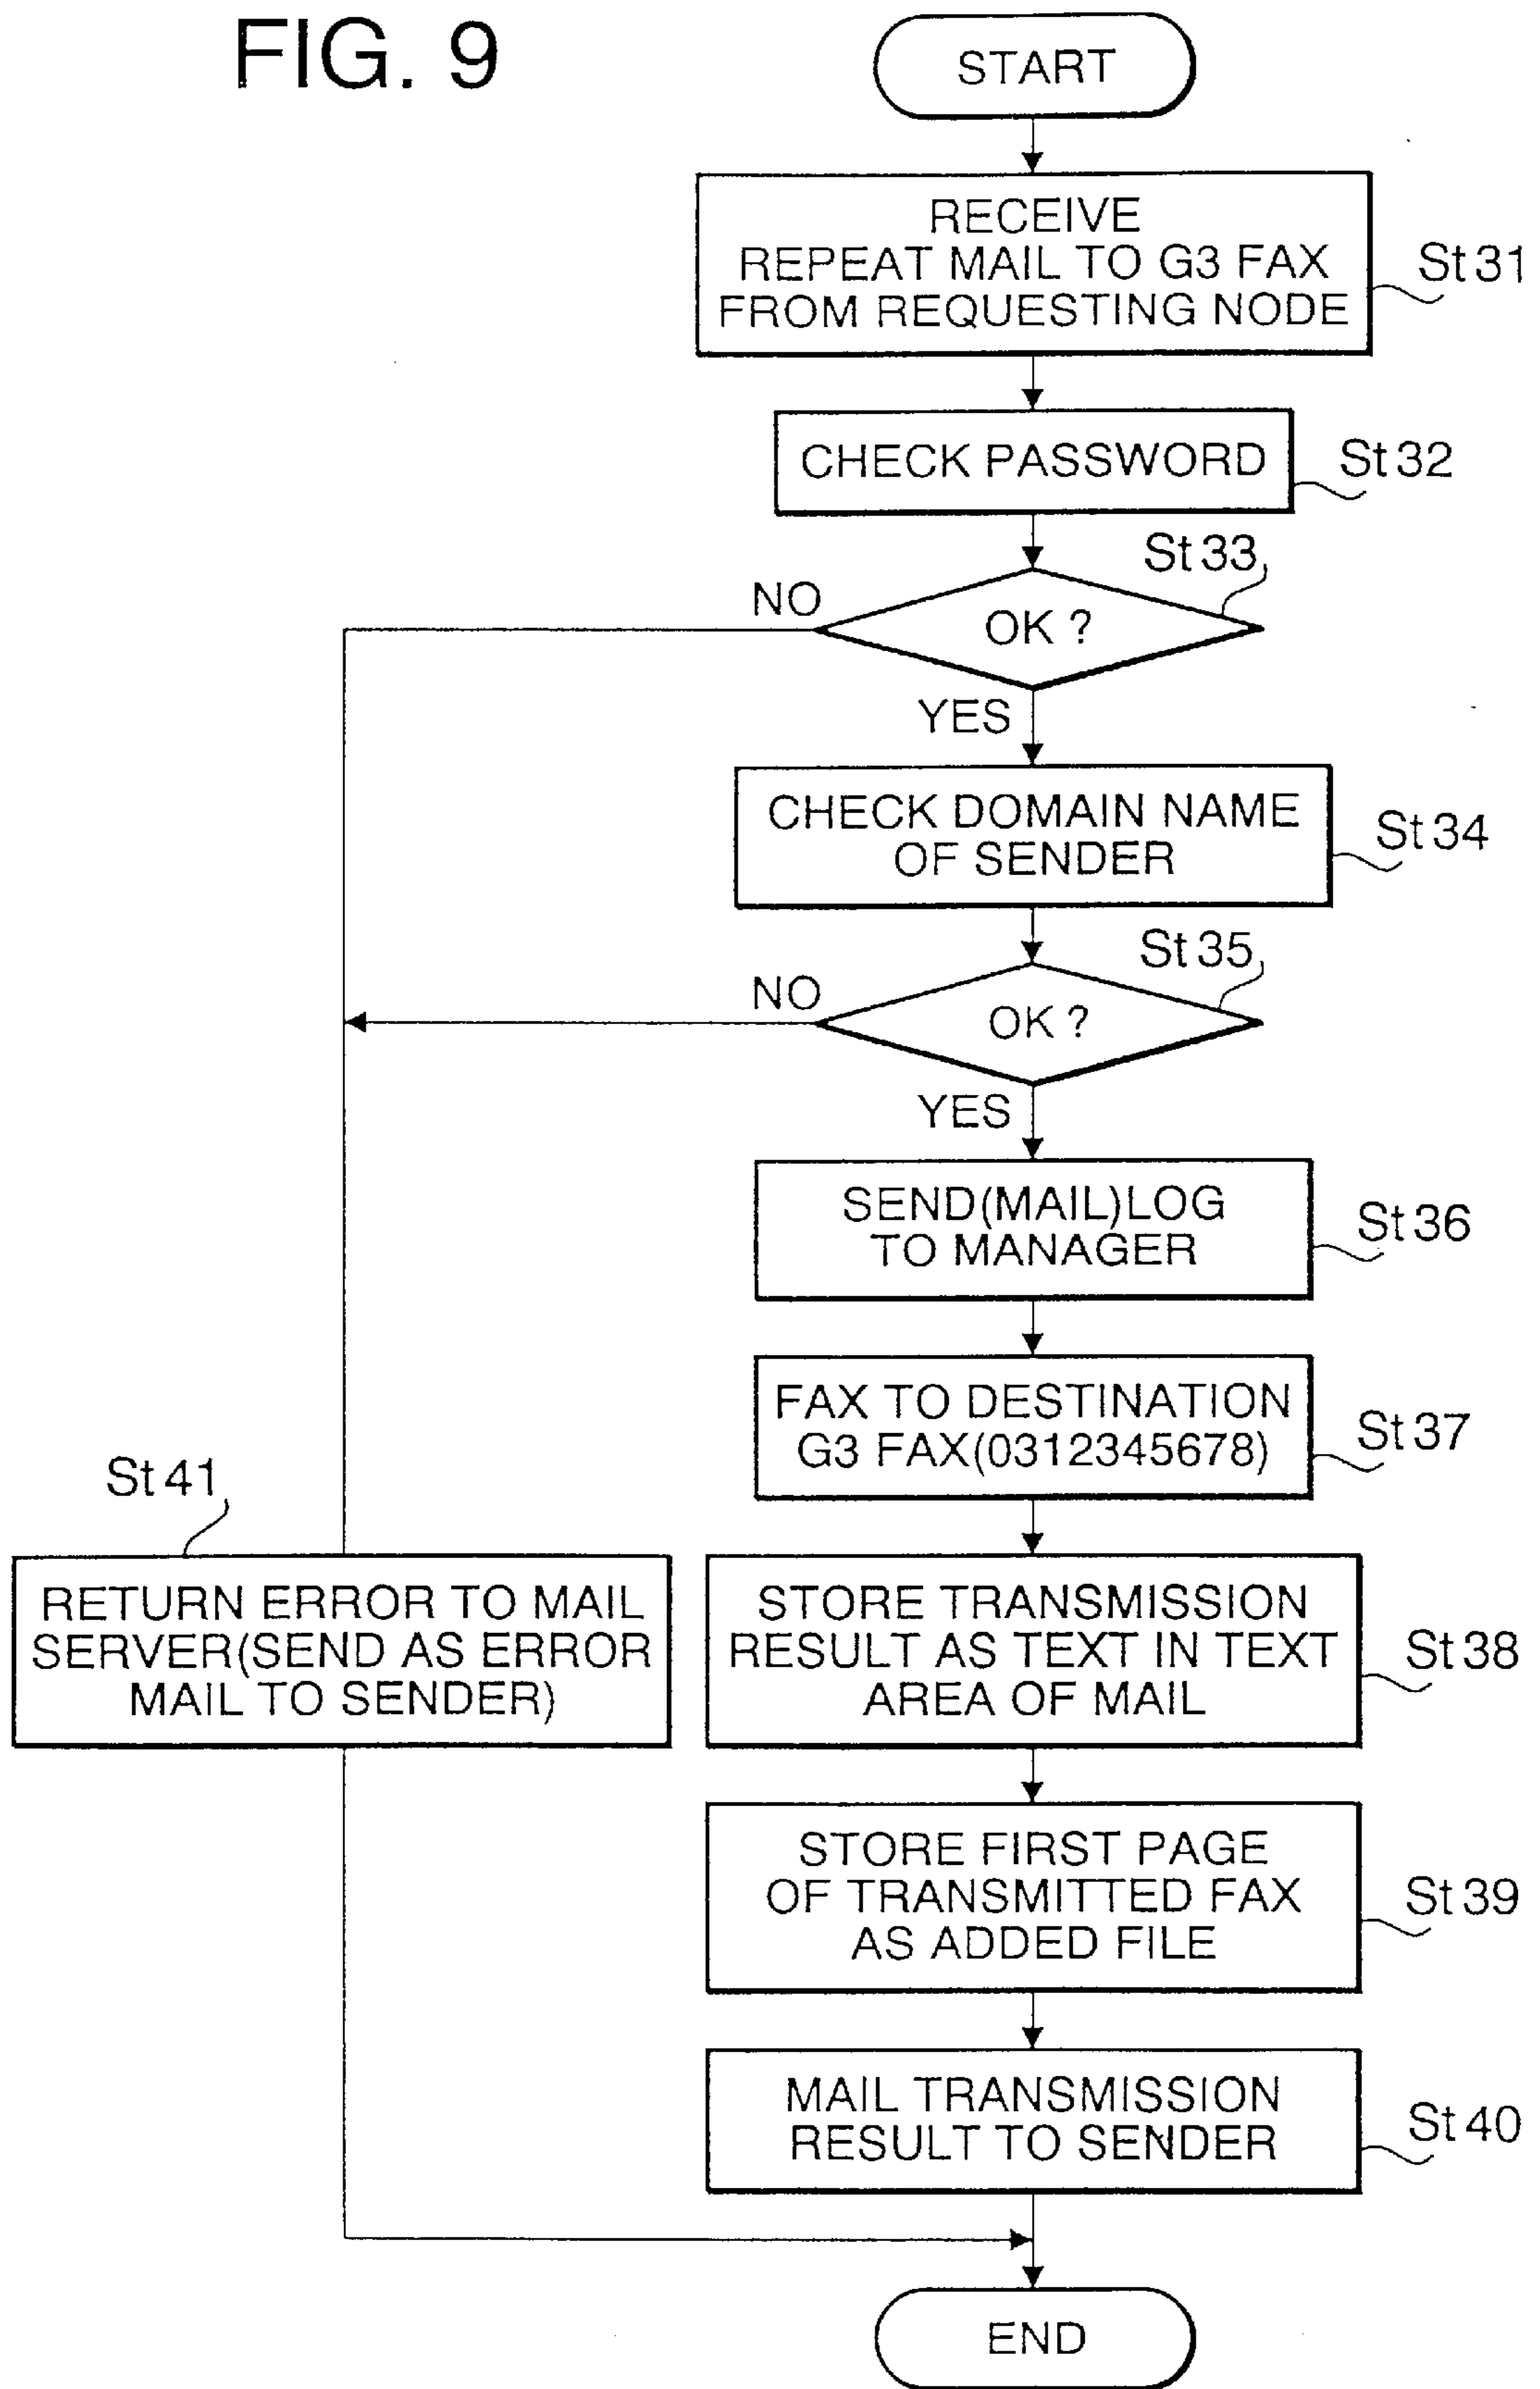 FIG. 9
START
RECEIVE
REPEAT MAIL TO G3 FAX
FROM REQUESTING NODE
St31
CHECK PASSWORD
St32
St33
NO
OK ?
YES
CHECK DOMAIN NAME
OF SENDER
St34
St35
NO
OK ?
YES
SEND(MAIL)LOG
TO MANAGER
St36
FAX TO DESTINATION
G3 FAX(0312345678)
St37
St41
RETURN ERROR TO MAIL
SERVER(SEND AS ERROR
MAIL TO SENDER)
STORE TRANSMISSION
RESULT AS TEXT IN TEXT
AREA OF MAIL
St38
STORE FIRST PAGE
OF TRANSMITTED FAX
AS ADDED FILE
St39
MAIL TRANSMISSION
RESULT TO SENDER
St40
END